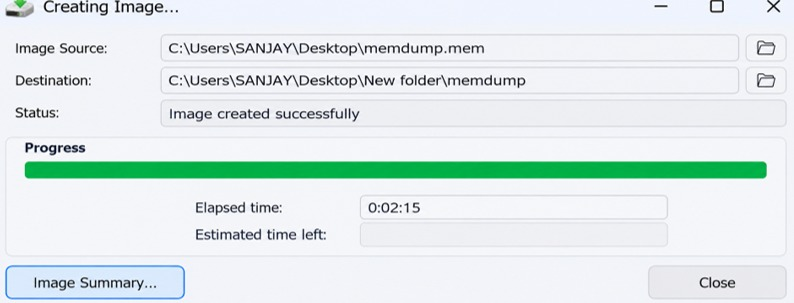 Creating Image...
Image Source: C:\Users\SANJAY\Desktop\memdump.mem
Destination: C:\Users\SANJAY\Desktop\New folder\memdump
Status: Image created successfully
Progress
Elapsed time: 0:02:15
Estimated time left:
Image Summary... Close